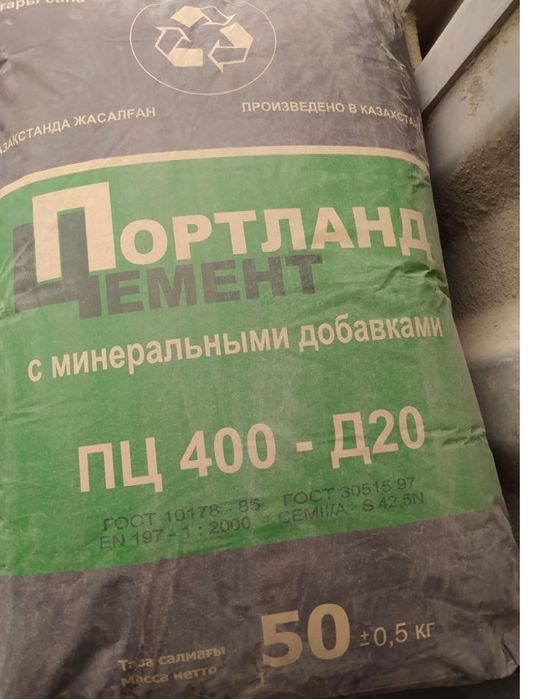 ҚАЗАҚСТАНДА ЖАСАЛҒАН
ПРОИЗВЕДЕНО В КАЗАХСТАНЕ
ПОРТЛАНД
ЦЕМЕНТ
с минеральными добавками
ПЦ 400 - Д20
ГОСТ 10178 - 85 ГОСТ 30515 97
EN 197 - 1 : 2000 CEMII/A - S 42,5N
Таза салмағы
Масса нетто
50 ±0,5 кг